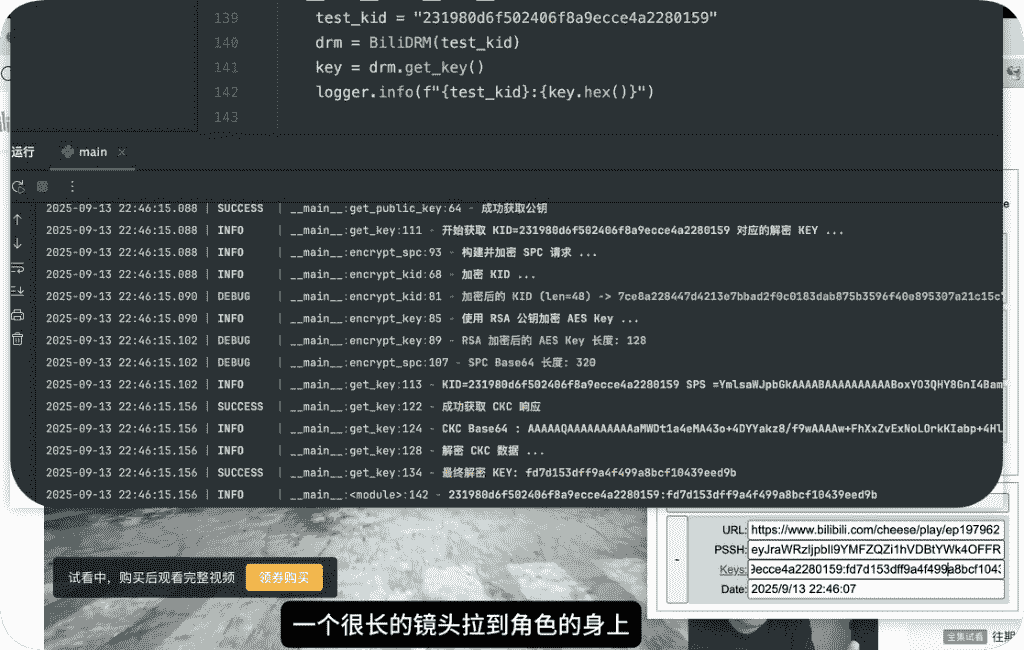 139 test_kid = "231980d6f502406f8a9ecce4a2280159"
140 drm = BiliDRM(test_kid)
141 key = drm.get_key()
142 logger.info(f"{test_kid}:{key.hex()}")
143
运行 main ×
2025-09-13 22:46:15.088 | SUCCESS | __main__:get_public_key:64 - 成功获取公钥
2025-09-13 22:46:15.088 | INFO | __main__:get_key:111 - 开始获取 KID=231980d6f502406f8a9ecce4a2280159 对应的解密 KEY ...
2025-09-13 22:46:15.088 | INFO | __main__:encrypt_spc:93 - 构建并加密 SPC 请求 ...
2025-09-13 22:46:15.088 | INFO | __main__:encrypt_kid:68 - 加密 KID ...
2025-09-13 22:46:15.090 | DEBUG | __main__:encrypt_kid:81 - 加密后的 KID (len=48) -> 7ce8a228447d4213e7bbad2f0c0183dab875b3596f40e895307a21c15c
2025-09-13 22:46:15.090 | INFO | __main__:encrypt_key:85 - 使用 RSA 公钥加密 AES Key ...
2025-09-13 22:46:15.102 | DEBUG | __main__:encrypt_key:89 - RSA 加密后的 AES Key 长度: 128
2025-09-13 22:46:15.102 | DEBUG | __main__:encrypt_spc:107 - SPC Base64 长度: 320
2025-09-13 22:46:15.102 | INFO | __main__:get_key:113 - KID=231980d6f502406f8a9ecce4a2280159 SPS =YmlsaWJpbGkAAAABAAAAAAAAAABoxYO3QHY8GnI4Bam
2025-09-13 22:46:15.156 | SUCCESS | __main__:get_key:122 - 成功获取 CKC 响应
2025-09-13 22:46:15.156 | INFO | __main__:get_key:124 - CKC Base64 : AAAAAQAAAAAAAAAAaMWDt1a4eMA43o+4DYYakz8/f9wAAAAw+FhXxZvExNoLOrkKIabp+4Hl
2025-09-13 22:46:15.156 | INFO | __main__:get_key:128 - 解密 CKC 数据 ...
2025-09-13 22:46:15.156 | SUCCESS | __main__:get_key:134 - 最终解密 KEY: fd7d153dff9a4f499a8bcf10439eed9b
2025-09-13 22:46:15.156 | INFO | __main__:<module>:142 - 231980d6f502406f8a9ecce4a2280159:fd7d153dff9a4f499a8bcf10439eed9b
URL: https://www.bilibili.com/cheese/play/ep197962
PSSH: eyJraWRzIjpbIi9YMFZQZi1hVDBtYWk4OFFR
Keys: ecce4a2280159:fd7d153dff9a4f499a8bcf104
Date: 2025/9/13 22:46:07
试看中，购买后观看完整视频 领券购买
一个很长的镜头拉到角色的身上
全集试看 往期